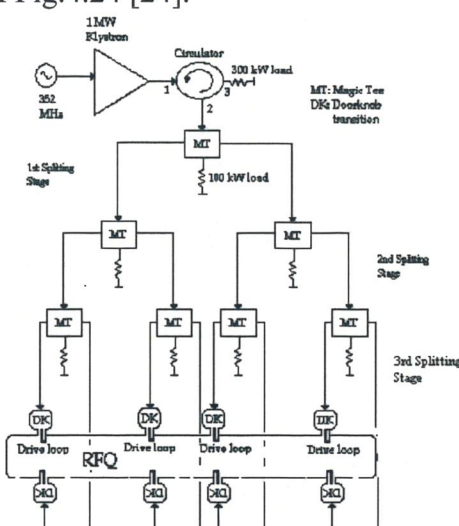 1 MW
Klystron
Circulator
300 kW load
1
3
2
352
MHz
MT: Magic Tee
DK: Doorknob
transition
MT
1st Splitting
Stage
100 kW load
MT
MT
2nd Splitting
Stage
MT
MT
MT
MT
3rd Splitting
Stage
DK
DK
DK
DK
Drive loop
Drive loop
Drive loop
Drive loop
RFQ
DK
DK
DK
DK